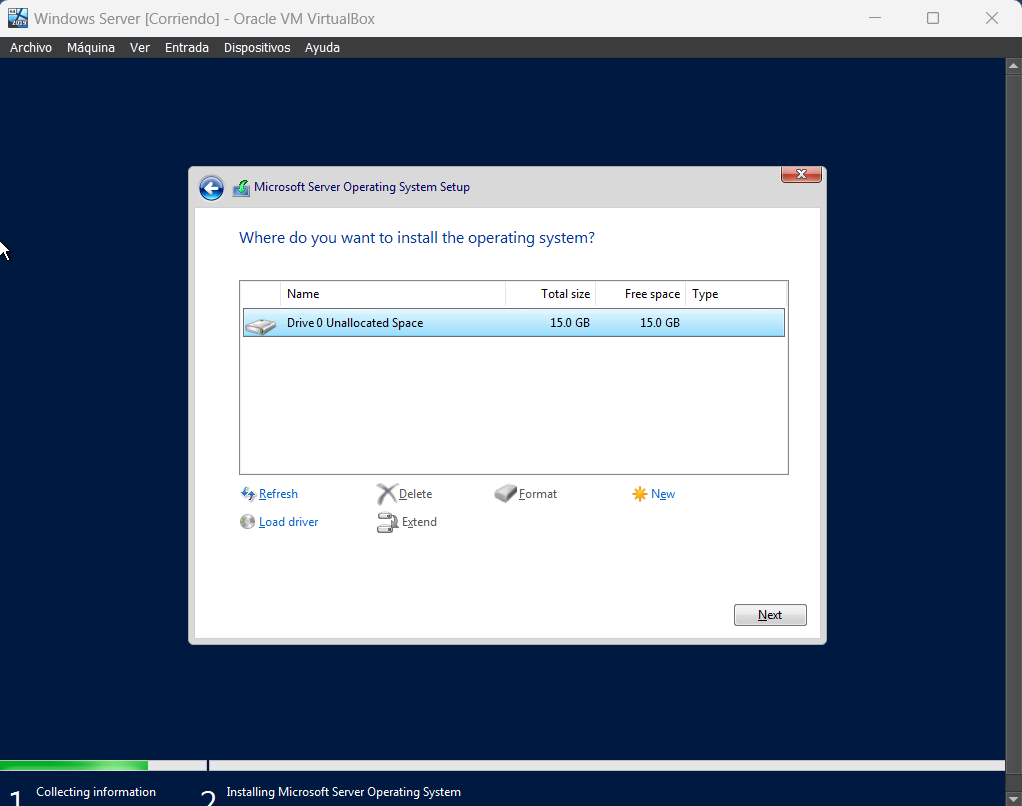 Windows Server [Corriendo] - Oracle VM VirtualBox
Archivo Máquina Ver Entrada Dispositivos Ayuda
Microsoft Server Operating System Setup
Where do you want to install the operating system?
Name Total size Free space Type
Drive 0 Unallocated Space 15.0 GB 15.0 GB
Refresh Delete Format New
Load driver Extend
Next
1 Collecting information 2 Installing Microsoft Server Operating System